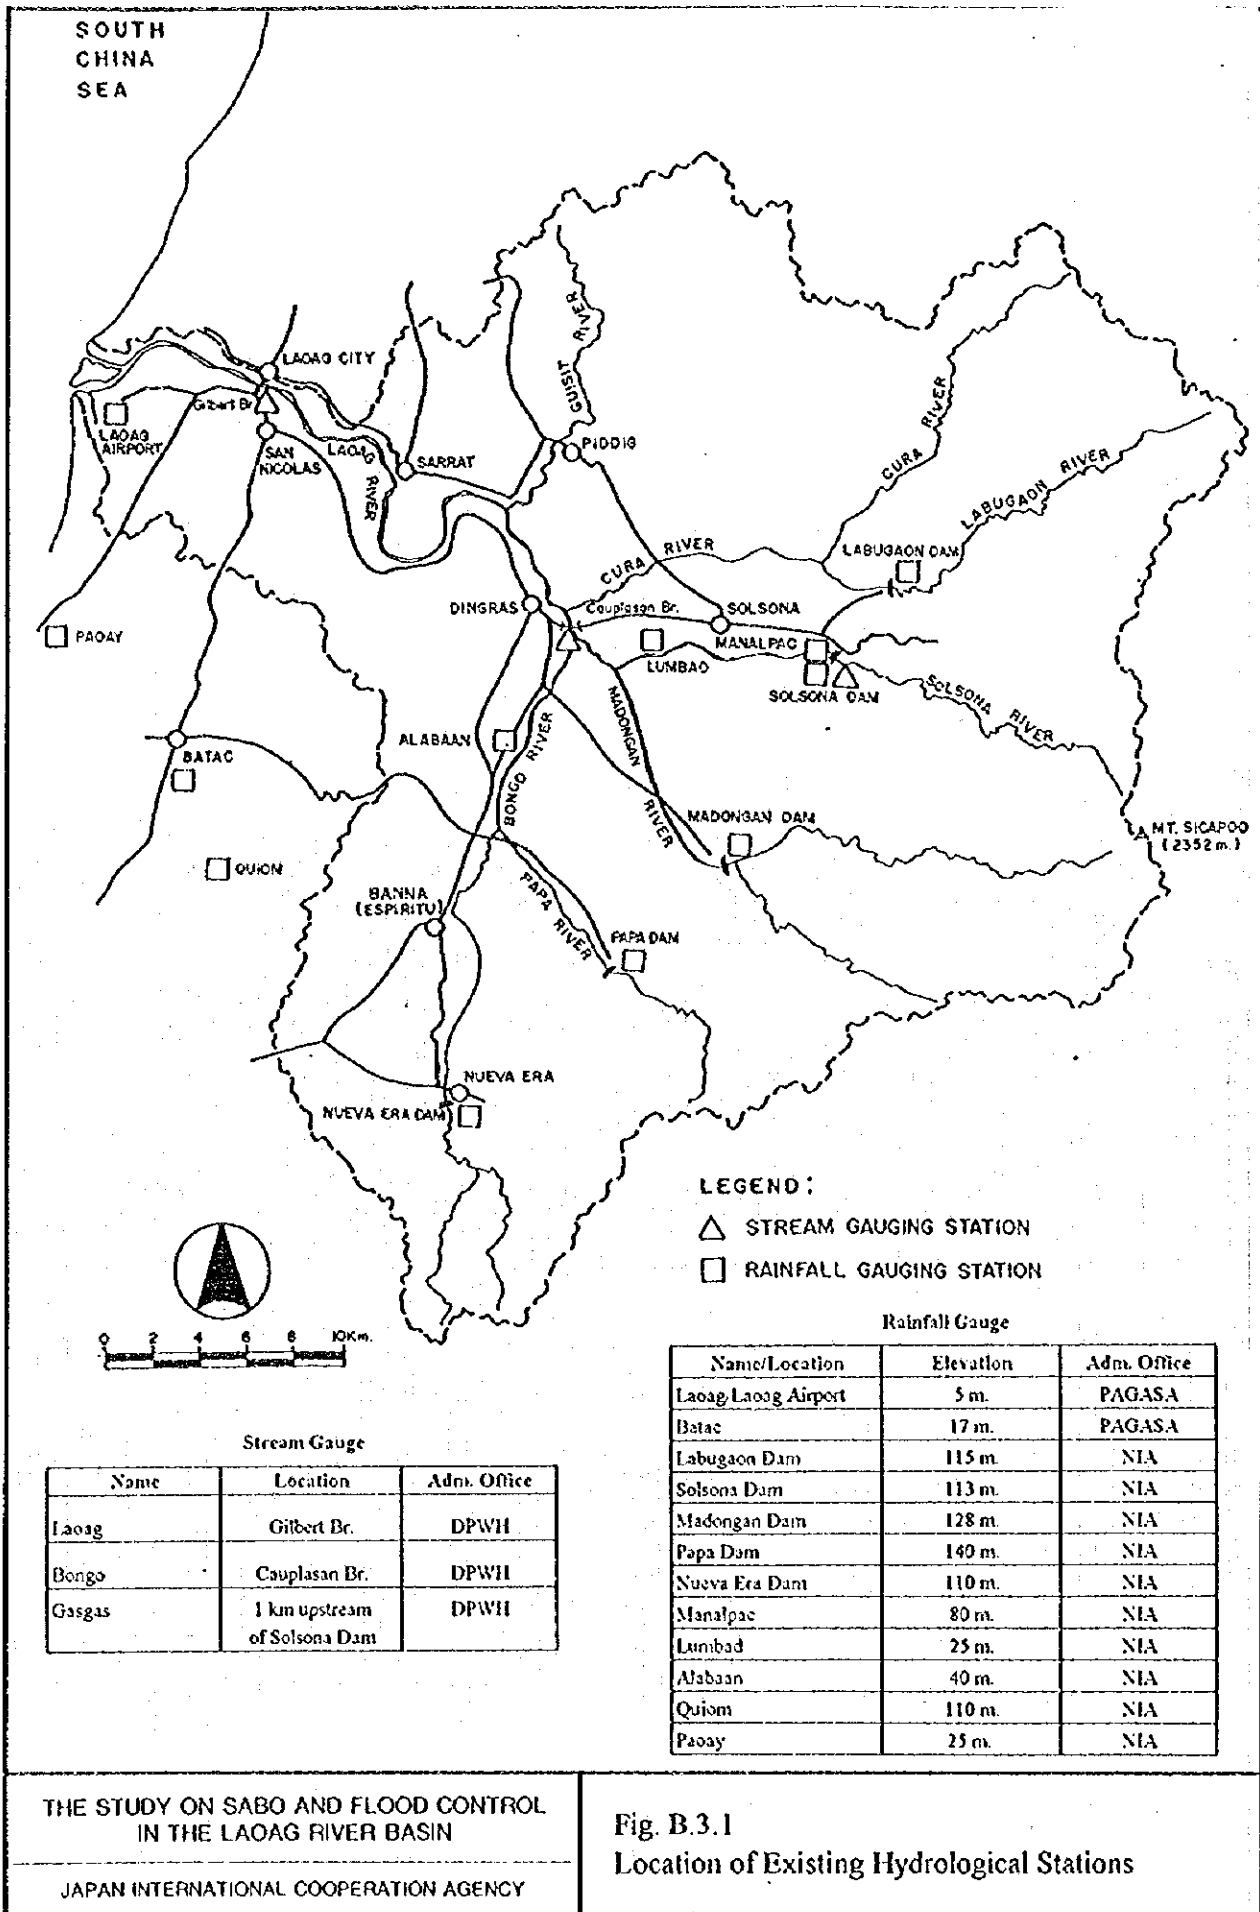 SOUTH
CHINA
SEA
GUISIT RIVER
LAOAG CITY
Gilbert Br.
LAOAG
AIRPORT
SAN
NICOLAS
LAOAG RIVER
SARRAT
PIDDIG
CURA RIVER
LABUGAON RIVER
CURA RIVER
LABUGAON DAM
DINGRAS
Cauplasan Br.
SOLSONA
PAOAY
LUMBAO
MANALPAC
SOLSONA DAM
SOLSONA RIVER
MADONGAN RIVER
ALABAAN
BONGO RIVER
BATAC
MADONGAN DAM
MT. SICAPOO
(2352 m.)
QUIOM
BANNA
(ESPIRITU)
PAPA RIVER
PAPA DAM
NUEVA ERA
NUEVA ERA DAM
LEGEND:
STREAM GAUGING STATION
RAINFALL GAUGING STATION
0 2 4 6 8 10Km.
Rainfall Gauge
Name/Location Elevation Adm. Office
Laoag/Laoag Airport 5 m. PAGASA
Batac 17 m. PAGASA
Labugaon Dam 115 m. NIA
Solsona Dam 113 m. NIA
Madongan Dam 128 m. NIA
Papa Dam 140 m. NIA
Nueva Era Dam 110 m. NIA
Manalpac 80 m. NIA
Lumbad 25 m. NIA
Alabaan 40 m. NIA
Quiom 110 m. NIA
Paoay 25 m. NIA
Stream Gauge
Name Location Adm. Office
Laoag Gilbert Br. DPWH
Bongo Cauplasan Br. DPWH
Gasgas 1 km upstream DPWH
of Solsona Dam
THE STUDY ON SABO AND FLOOD CONTROL
IN THE LAOAG RIVER BASIN
JAPAN INTERNATIONAL COOPERATION AGENCY
Fig. B.3.1
Location of Existing Hydrological Stations